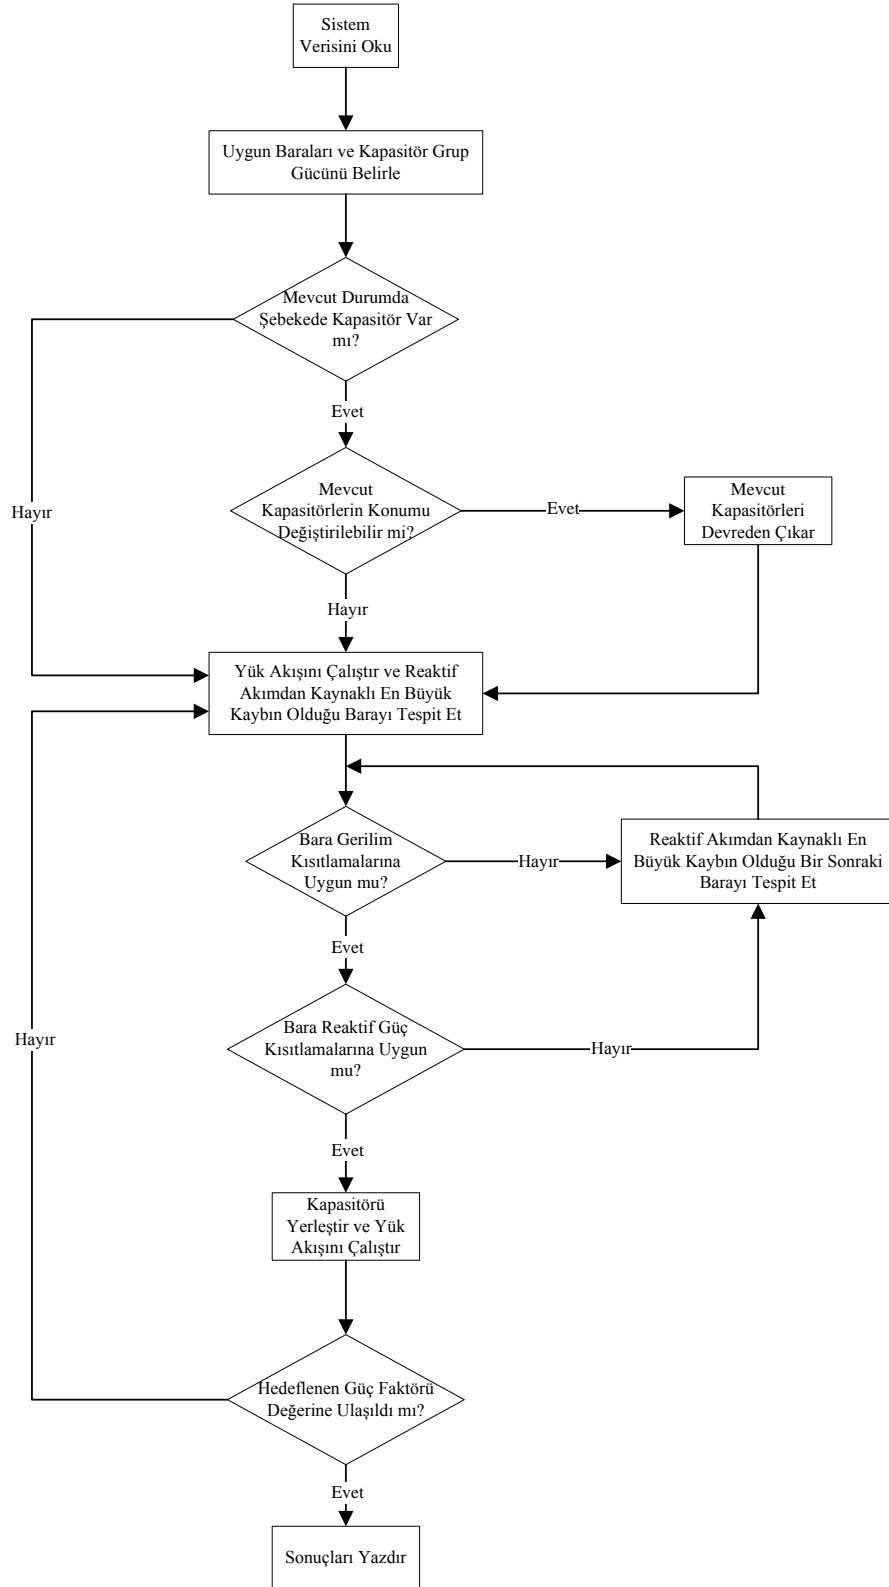 Sistem
Verisini Oku
Uygun Baraları ve Kapasitör Grup
Gücünü Belirle
Mevcut Durumda
Şebekede Kapasitör Var
mı?
Evet
Hayır
Mevcut
Kapasitörlerin Konumu
Değiştirilebilir mi?
Evet
Mevcut
Kapasitörleri
Devreden Çıkar
Hayır
Yük Akışını Çalıştır ve Reaktif
Akımdan Kaynaklı En Büyük
Kaybın Olduğu Barayı Tespit Et
Bara Gerilim
Kısıtlamalarına
Uygun mu?
Hayır
Reaktif Akımdan Kaynaklı En
Büyük Kaybın Olduğu Bir Sonraki
Barayı Tespit Et
Evet
Bara Reaktif Güç
Kısıtlamalarına Uygun
mu?
Hayır
Hayır
Evet
Kapasitörü
Yerleştir ve Yük
Akışını Çalıştır
Hedeflenen Güç Faktörü
Değerine Ulaşıldı mı?
Evet
Sonuçları Yazdır